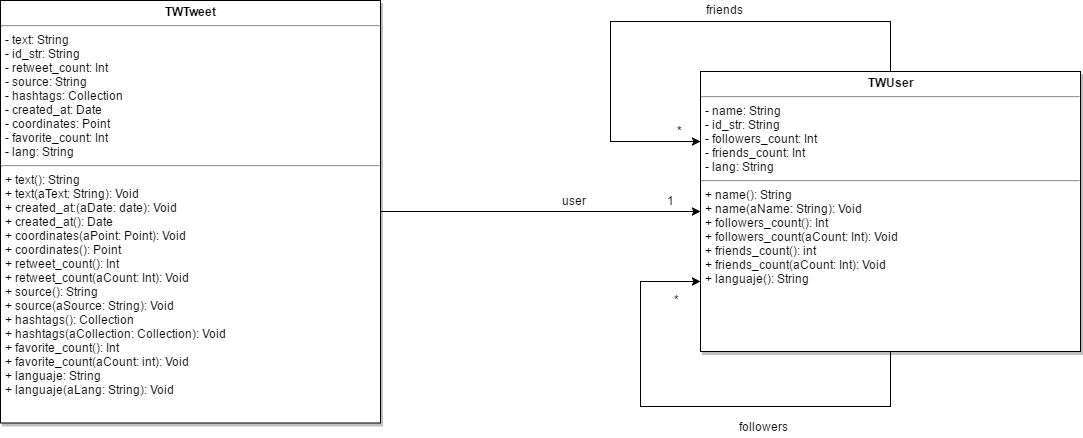 TWTweet
- text: String
- id_str: String
- retweet_count: Int
- source: String
- hashtags: Collection
- created_at: Date
- coordinates: Point
- favorite_count: Int
- lang: String
+ text(): String
+ text(aText: String): Void
+ created_at:(aDate: date): Void
+ created_at(): Date
+ coordinates(aPoint: Point): Void
+ coordinates(): Point
+ retweet_count(): Int
+ retweet_count(aCount: Int): Void
+ source(): String
+ source(aSource: String): Void
+ hashtags(): Collection
+ hashtags(aCollection: Collection): Void
+ favorite_count(): Int
+ favorite_count(aCount: int): Void
+ languaje: String
+ languaje(aLang: String): Void
user
1
friends
*
TWUser
- name: String
- id_str: String
- followers_count: Int
- friends_count: Int
- lang: String
+ name(): String
+ name(aName: String): Void
+ followers_count(): Int
+ followers_count(aCount: Int): Void
+ friends_count(): int
+ friends_count(aCount: Int): Void
+ languaje(): String
*
followers